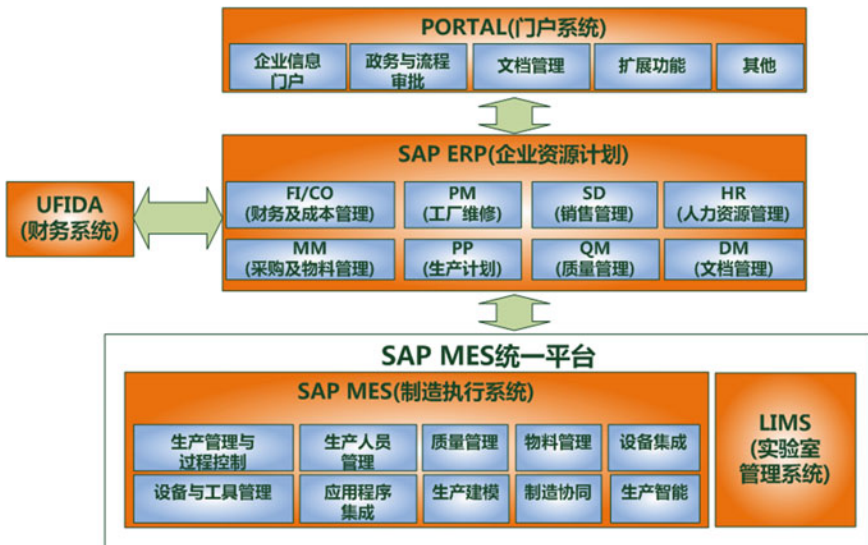 PORTAL(门户系统)
企业信息
门户
政务与流程
审批
文档管理
扩展功能
其他
SAP ERP(企业资源计划)
UFIDA
(财务系统)
FI/CO
(财务及成本管理)
PM
(工厂维修)
SD
(销售管理)
HR
(人力资源管理)
MM
(采购及物料管理)
PP
(生产计划)
QM
(质量管理)
DM
(文档管理)
SAP MES统一平台
SAP MES(制造执行系统)
生产管理与
过程控制
生产人员
管理
质量管理
物料管理
设备集成
设备与工具管理
应用程序
集成
生产建模
制造协同
生产智能
LIMS
(实验室
管理系统)